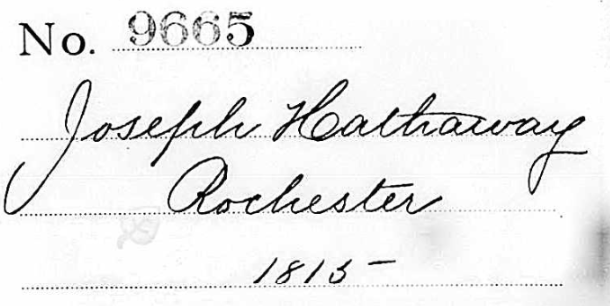 No. 9665
Joseph Hathaway
Rochester
1815